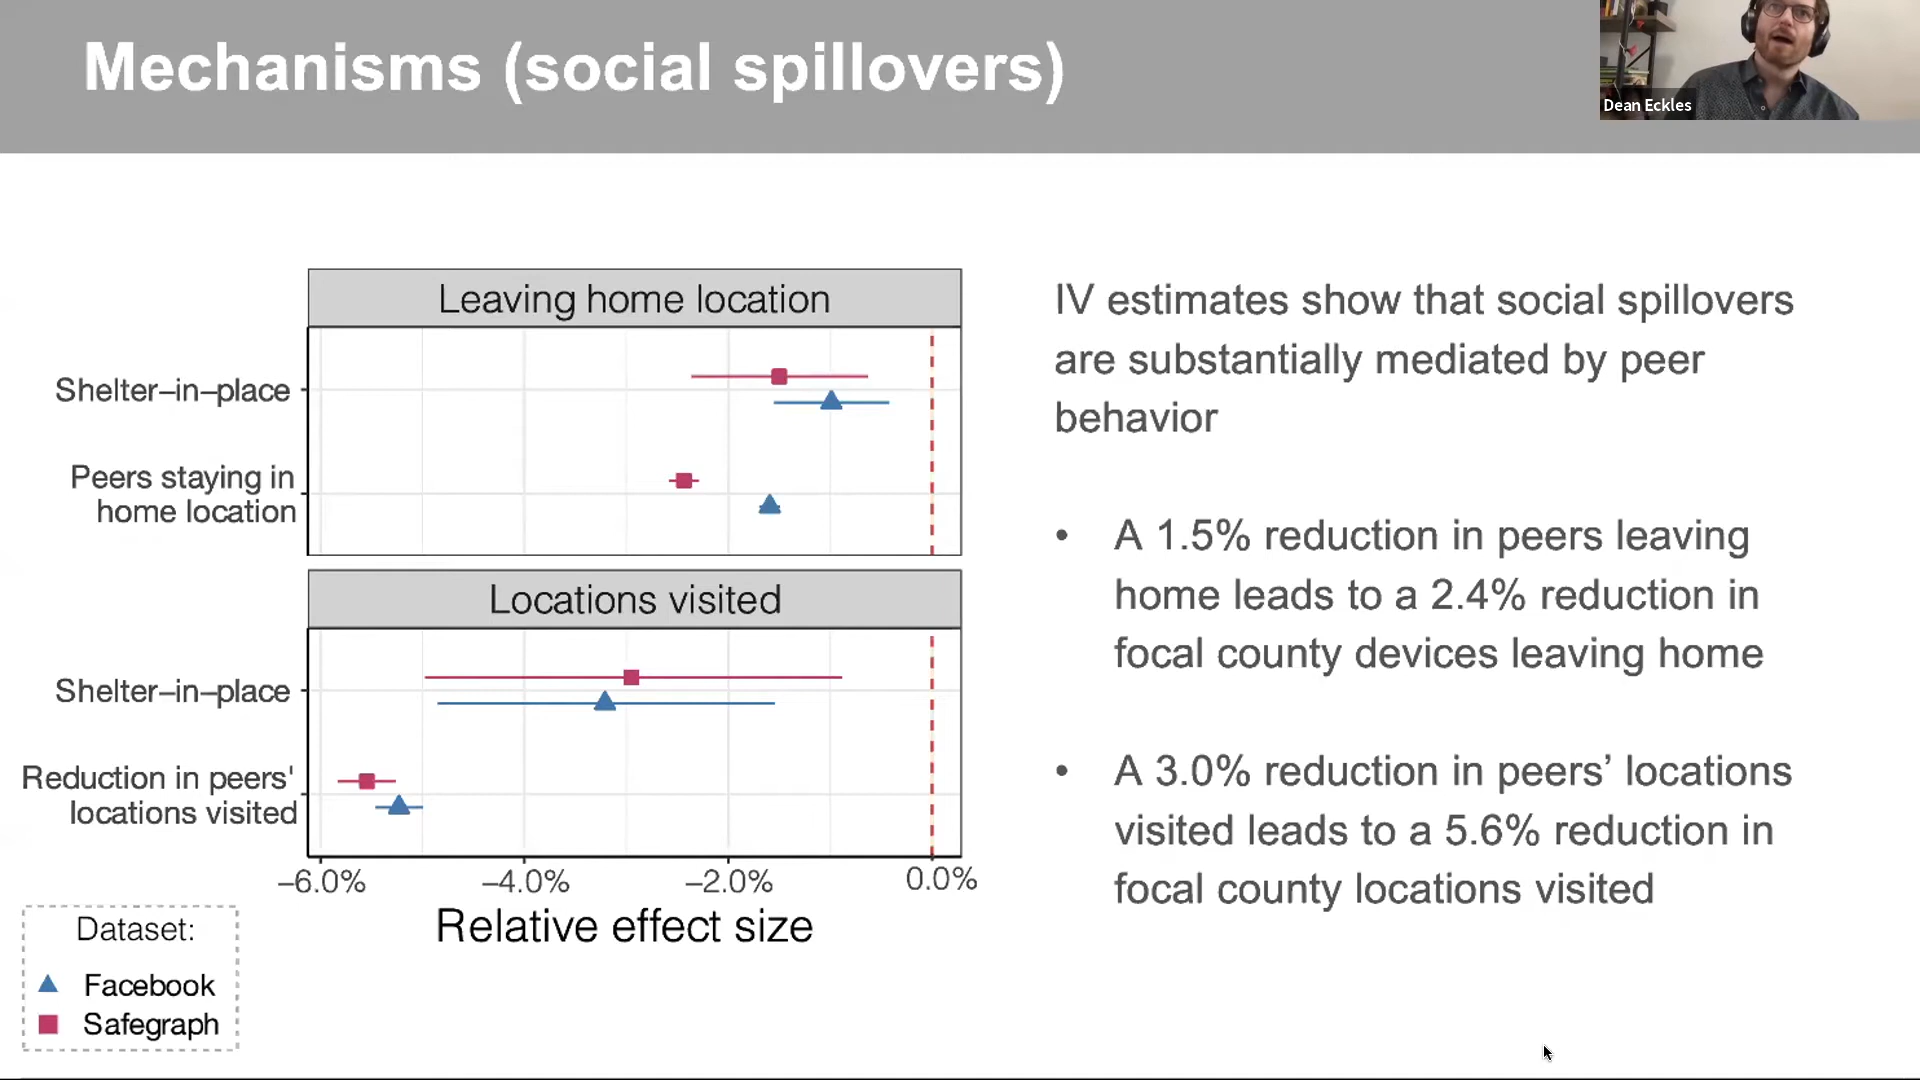 Mechanisms (social spillovers)
Dean Eckles
Leaving home location
Shelter–in–place
Peers staying in
home location
Locations visited
Shelter–in–place
Reduction in peers'
locations visited
–6.0% –4.0% –2.0% 0.0%
Relative effect size
Dataset:
Facebook
Safegraph
IV estimates show that social spillovers
are substantially mediated by peer
behavior
• A 1.5% reduction in peers leaving
home leads to a 2.4% reduction in
focal county devices leaving home
• A 3.0% reduction in peers’ locations
visited leads to a 5.6% reduction in
focal county locations visited